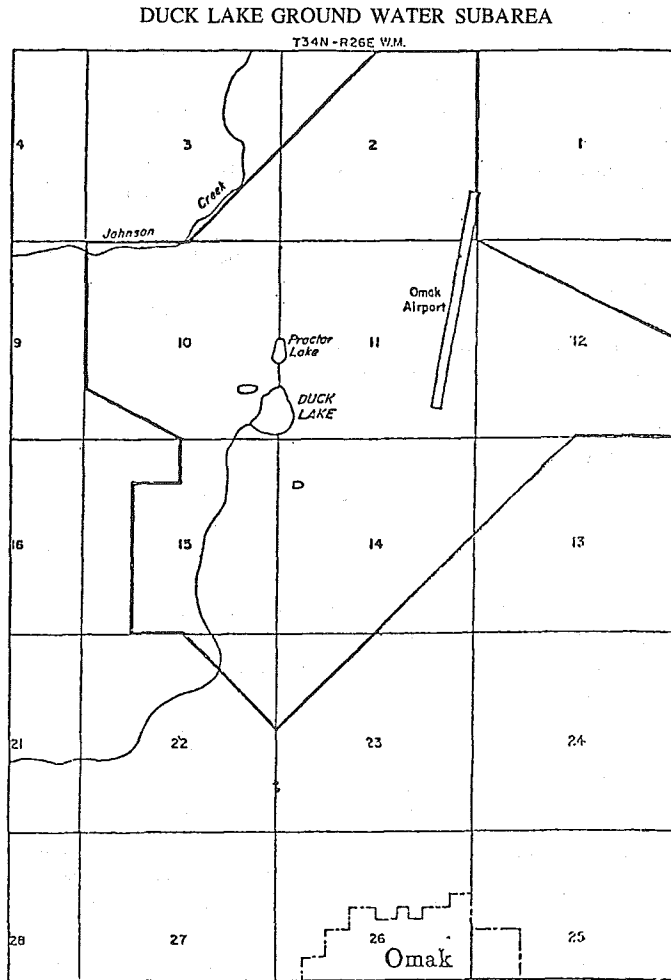 DUCK LAKE GROUND WATER SUBAREA
T34N-R26E W.M.
4
3
2
1
Creek
Johnson
Omak
Airport
9
10
Proctor
Lake
11
12
DUCK
LAKE
16
15
14
13
21
22
23
24
28
27
26
25
Omak